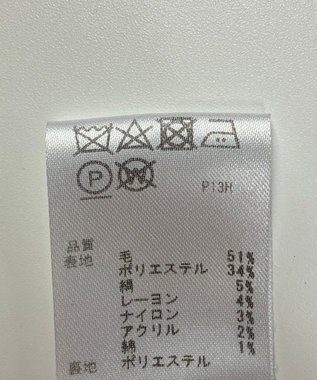 P
W
P13H
品質
表地 毛 51%
ポリエステル 34%
絹 5%
レーヨン 4%
ナイロン 3%
アクリル 2%
綿 1%
裏地 ポリエステル